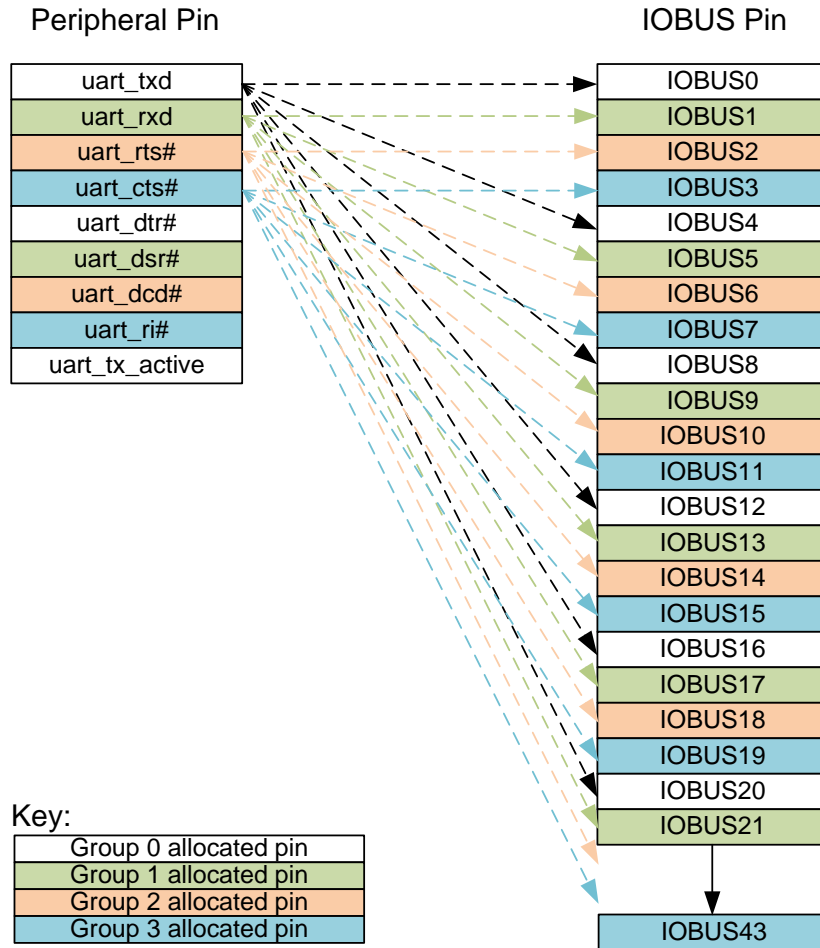 Peripheral Pin
uart_txd
uart_rxd
uart_rts#
uart_cts#
uart_dtr#
uart_dsr#
uart_dcd#
uart_ri#
uart_tx_active
IOBUS Pin
IOBUS0
IOBUS1
IOBUS2
IOBUS3
IOBUS4
IOBUS5
IOBUS6
IOBUS7
IOBUS8
IOBUS9
IOBUS10
IOBUS11
IOBUS12
IOBUS13
IOBUS14
IOBUS15
IOBUS16
IOBUS17
IOBUS18
IOBUS19
IOBUS20
IOBUS21
IOBUS43
Key:
Group 0 allocated pin
Group 1 allocated pin
Group 2 allocated pin
Group 3 allocated pin